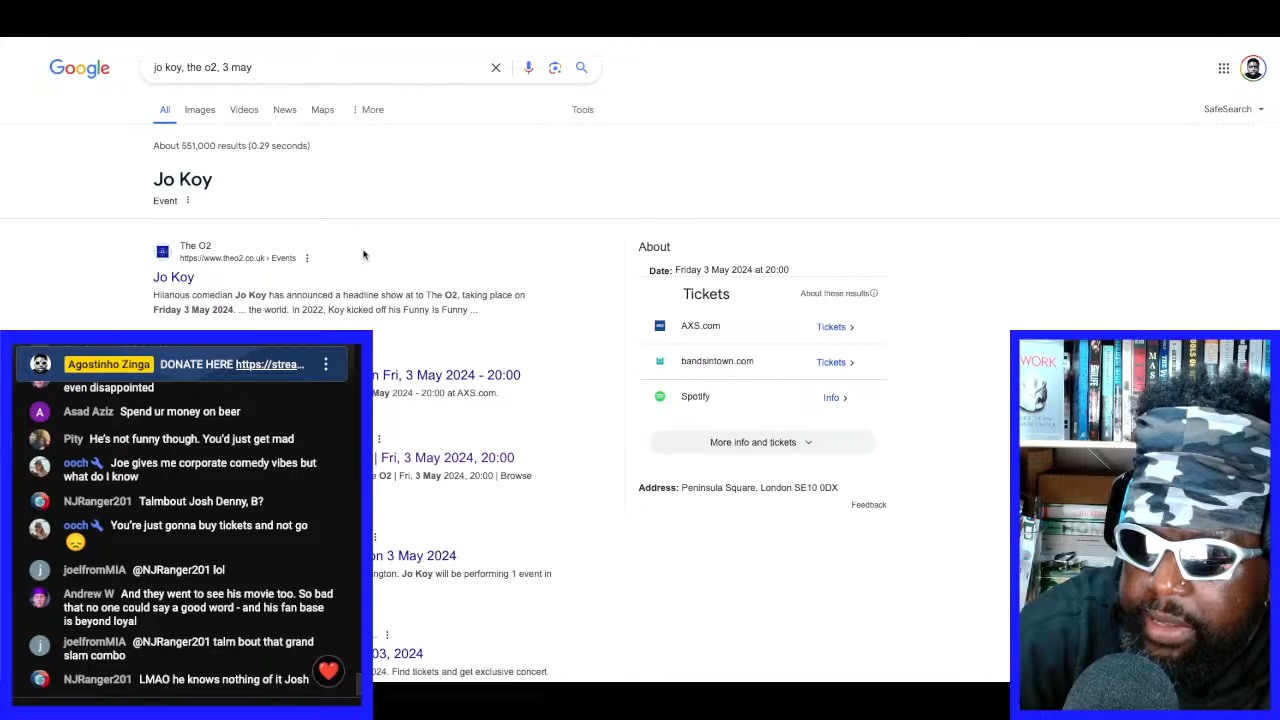 Google
jo koy, the o2, 3 may
All
Images
Videos
News
Maps
More
Tools
SafeSearch
About 551,000 results (0.29 seconds)
Jo Koy
Event
The O2
https://www.theo2.co.uk › Events
Jo Koy
Hilarious comedian Jo Koy has announced a headline show at to The O2, taking place on
Friday 3 May 2024. ... the world. In 2022, Koy kicked off his Funny Is Funny ...
n Fri, 3 May 2024 - 20:00
May 2024 - 20:00 at AXS.com.
| Fri, 3 May 2024, 20:00
e O2 | Fri, 3 May 2024, 20:00 | Browse
on 3 May 2024
ngton. Jo Koy will be performing 1 event in
03, 2024
2024. Find tickets and get exclusive concert
About
Date: Friday 3 May 2024 at 20:00
Tickets
About these results
AXS.com
Tickets
bandsintown.com
Tickets
Spotify
Info
More info and tickets
Address: Peninsula Square, London SE10 0DX
Feedback
Agostinho Zinga DONATE HERE https://strea...
even disappointed
Asad Aziz Spend ur money on beer
Pity He's not funny though. You'd just get mad
ooch Joe gives me corporate comedy vibes but
what do I know
NJRanger201 Talmbout Josh Denny, B?
ooch You're just gonna buy tickets and not go
joelfromMIA @NJRanger201 lol
Andrew W And they went to see his movie too. So bad
that no one could say a good word - and his fan base
is beyond loyal
joelfromMIA @NJRanger201 talm bout that grand
slam combo
NJRanger201 LMAO he knows nothing of it Josh
WORK